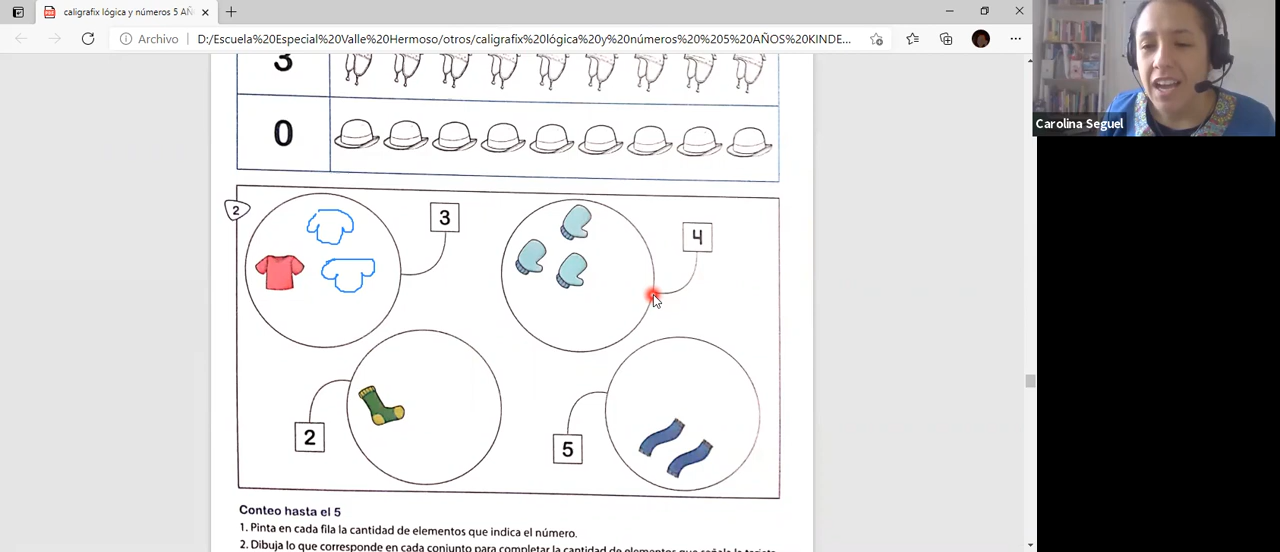 caligrafix lógica y números 5 AÑ
Archivo
D:/Escuela%20Especial%20Valle%20Hermoso/otros/caligrafix%20lógica%20y%20números%20%205%20AÑOS%20KINDE...
Carolina Seguel
3
0
2
3
4
2
5
Conteo hasta el 5
1. Pinta en cada fila la cantidad de elementos que indica el número.
2. Dibuja lo que corresponde en cada conjunto para completar la cantidad de elementos que señala la tarjeta